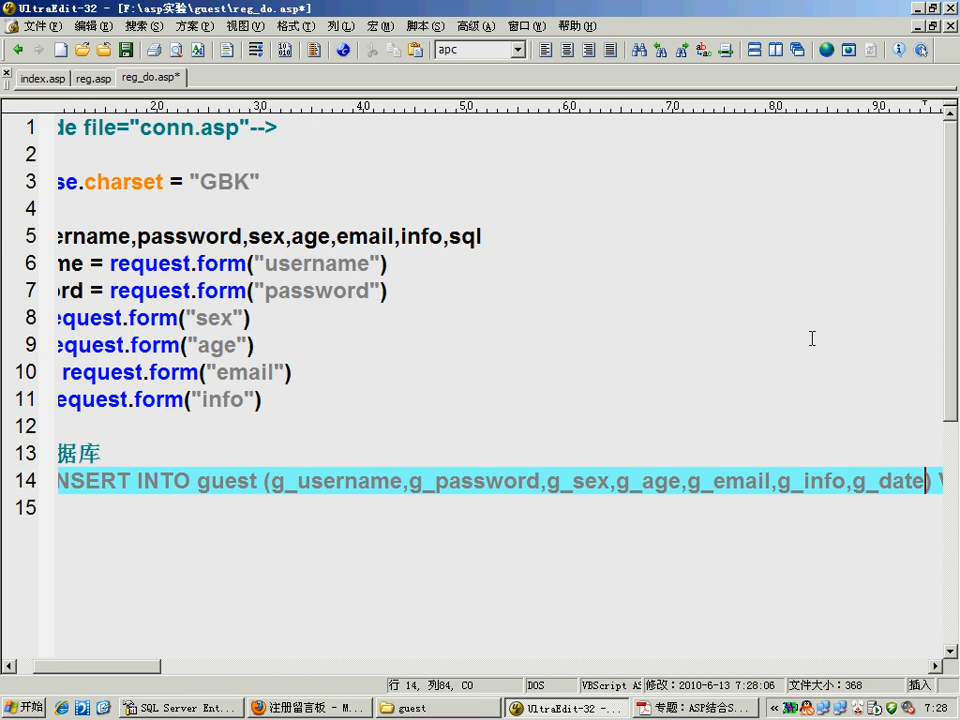 UltraEdit-32 - [F:\asp实验\guest\reg_do.asp*]
文件(F) 编辑(E) 搜索(S) 方案(P) 视图(V) 格式(T) 列(L) 宏(M) 脚本(S) 高级(A) 窗口(W) 帮助(H)
apc
index.asp reg.asp reg_do.asp*
20 30 40 50 60 70 80 90
1 de file="conn.asp"-->
2
3 se.charset = "GBK"
4
5 ername,password,sex,age,email,info,sql
6 me = request.form("username")
7 ord = request.form("password")
8 equest.form("sex")
9 equest.form("age")
10 request.form("email")
11 equest.form("info")
12
13 据库
14 NSERT INTO guest (g_username,g_password,g_sex,g_age,g_email,g_info,g_date) V
15
行 14, 列84, C0 DOS VBScript AS 修改: 2010-6-13 7:28:06 文件大小: 368 插入
开始 SQL Server Ent... 注册留言板 - M... guest UltraEdit-32 -... 专题: ASP结合S... 7:28